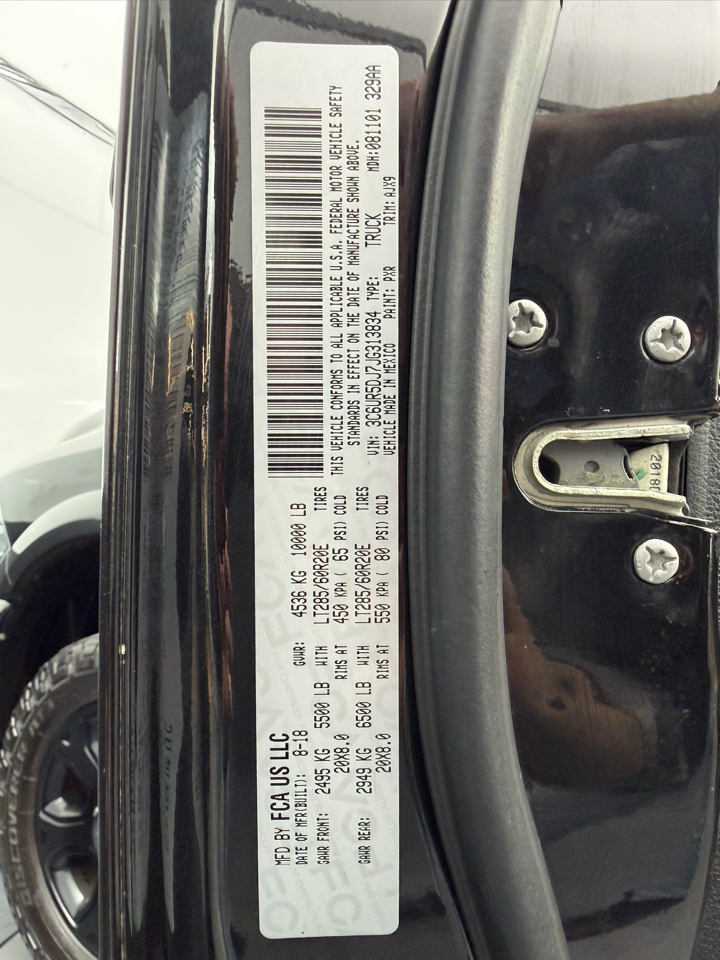 MFD BY FCA US LLC
DATE OF MFR(BUILT): 8-18 GVWR: 4536 KG 10000 LB
GAWR FRONT: 2495 KG 5500 LB WITH LT285/60R20E TIRES
20X8.0 RIMS AT 450 KPA ( 65 PSI) COLD
GAWR REAR: 2949 KG 6500 LB WITH LT285/60R20E TIRES
20X8.0 RIMS AT 550 KPA ( 80 PSI) COLD
THIS VEHICLE CONFORMS TO ALL APPLICABLE U.S.A. FEDERAL MOTOR VEHICLE SAFETY
STANDARDS IN EFFECT ON THE DATE OF MANUFACTURE SHOWN ABOVE.
VIN: 3C6UR5DJ7JG313834 TYPE: TRUCK MDH:081101 329AA
VEHICLE MADE IN MEXICO PAINT: PXR TRIM: AJX9
DISCOVERER